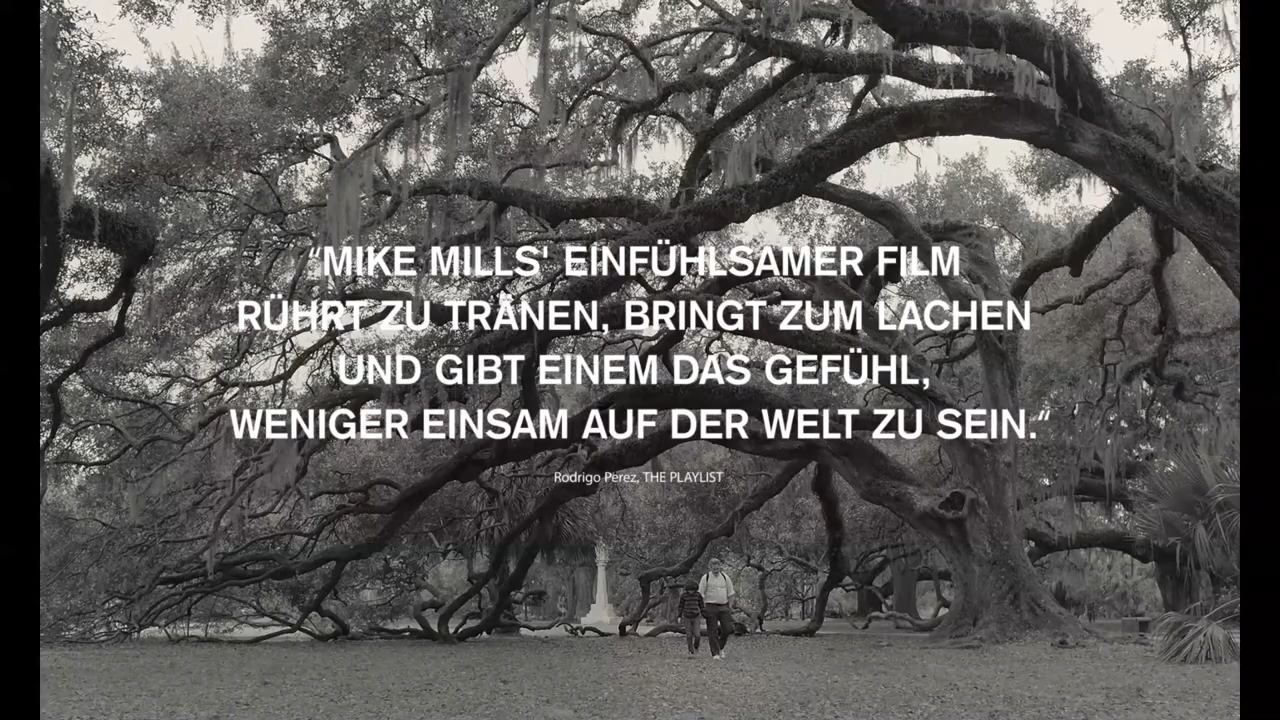 "MIKE MILLS' EINFÜHLSAMER FILM
RÜHRT ZU TRÄNEN, BRINGT ZUM LACHEN
UND GIBT EINEM DAS GEFÜHL,
WENIGER EINSAM AUF DER WELT ZU SEIN.“
Rodrigo Perez, THE PLAYLIST